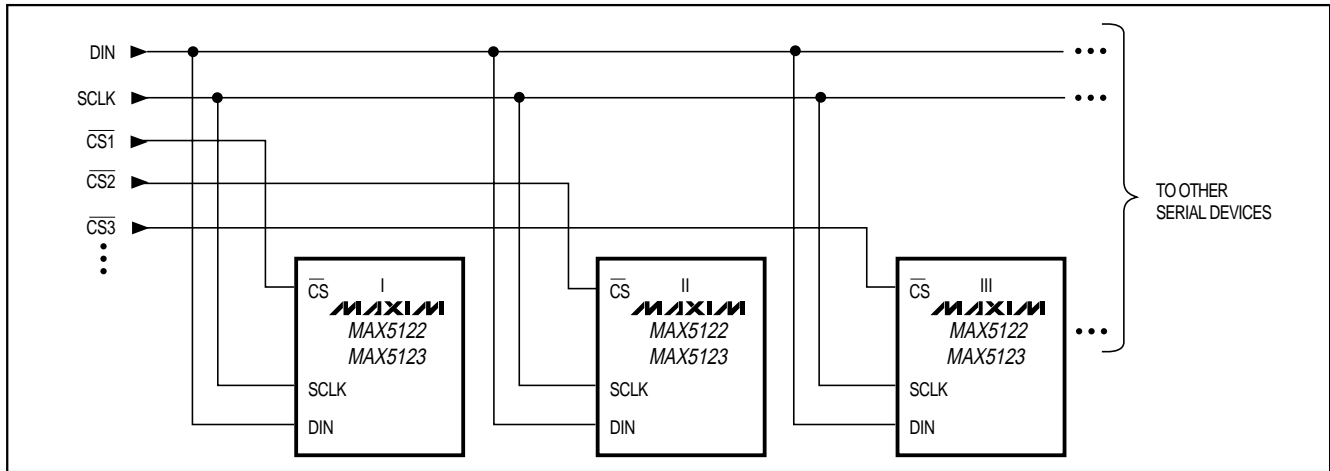 DIN
SCLK
CS1
CS2
CS3
TO OTHER
SERIAL DEVICES
CS
I
MAXIM
MAX5122
MAX5123
SCLK
DIN
CS
II
MAXIM
MAX5122
MAX5123
SCLK
DIN
CS
III
MAXIM
MAX5122
MAX5123
SCLK
DIN